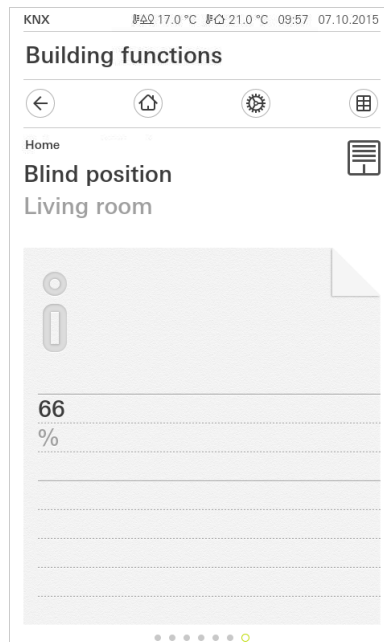 KNX 17.0 °C 21.0 °C 09:57 07.10.2015
Building functions
Home
Blind position
Living room
66
%